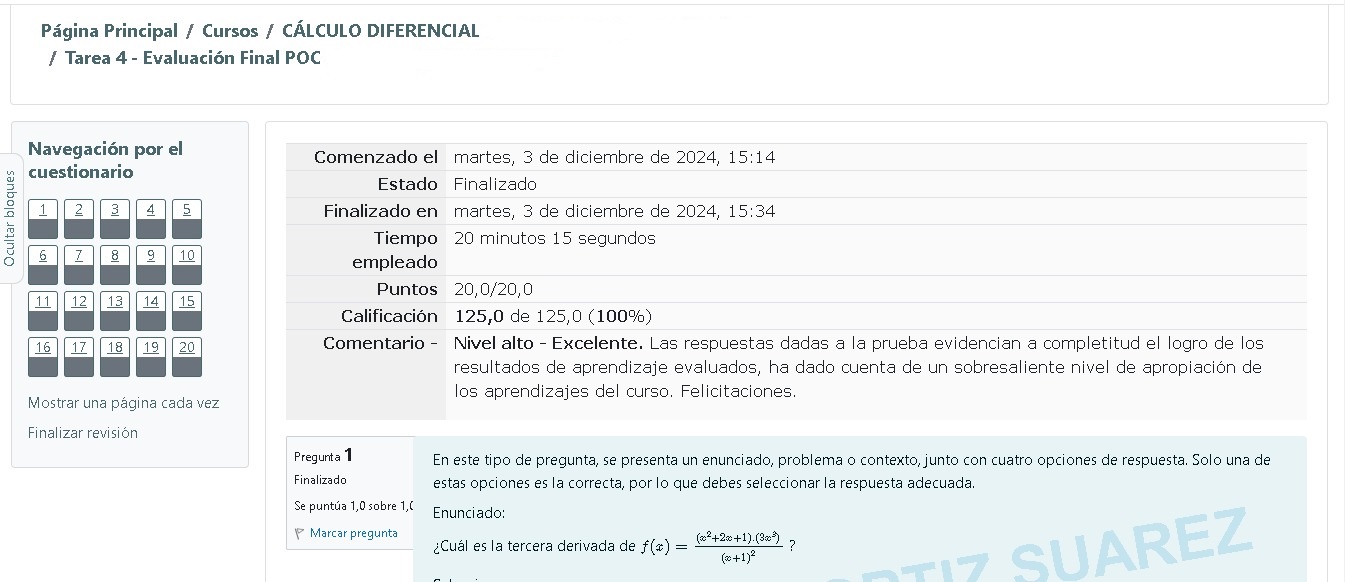 Página Principal / Cursos / CÁLCULO DIFERENCIAL
/ Tarea 4 - Evaluación Final POC
Ocultar bloques
Navegación por el
cuestionario
1 2 3 4 5
6 7 8 9 10
11 12 13 14 15
16 17 18 19 20
Mostrar una página cada vez
Finalizar revisión
Comenzado el martes, 3 de diciembre de 2024, 15:14
Estado Finalizado
Finalizado en martes, 3 de diciembre de 2024, 15:34
Tiempo 20 minutos 15 segundos
empleado
Puntos 20,0/20,0
Calificación 125,0 de 125,0 (100%)
Comentario - Nivel alto - Excelente. Las respuestas dadas a la prueba evidencian a completitud el logro de los
resultados de aprendizaje evaluados, ha dado cuenta de un sobresaliente nivel de apropiación de
los aprendizajes del curso. Felicitaciones.
Pregunta 1
Finalizado
Se puntúa 1,0 sobre 1,0
Marcar pregunta
En este tipo de pregunta, se presenta un enunciado, problema o contexto, junto con cuatro opciones de respuesta. Solo una de
estas opciones es la correcta, por lo que debes seleccionar la respuesta adecuada.
Enunciado:
¿Cuál es la tercera derivada de f(x) = (x²+2x+1).(3x²) / (x+1)² ?
ORTIZ SUAREZ